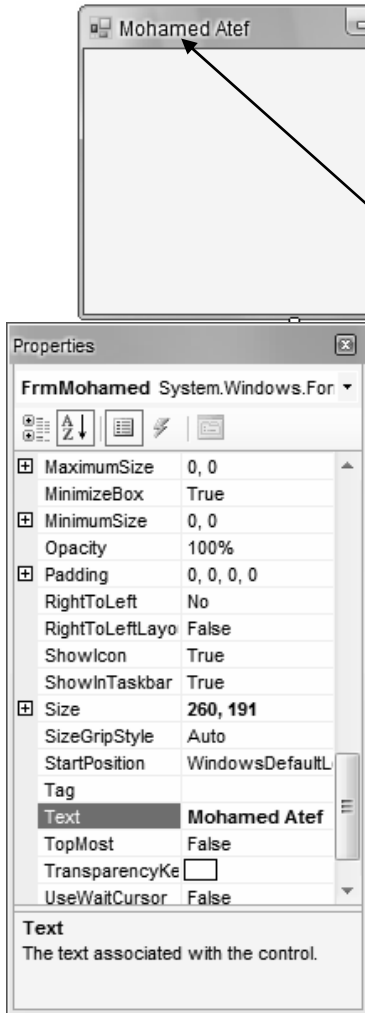 Mohamed Atef
Properties
FrmMohamed System.Windows.For
MaximumSize 0, 0
MinimizeBox True
MinimumSize 0, 0
Opacity 100%
Padding 0, 0, 0, 0
RightToLeft No
RightToLeftLayo False
ShowIcon True
ShowInTaskbar True
Size 260, 191
SizeGripStyle Auto
StartPosition WindowsDefaultL
Tag
Text Mohamed Atef
TopMost False
TransparencyKe
UseWaitCursor False
Text
The text associated with the control.